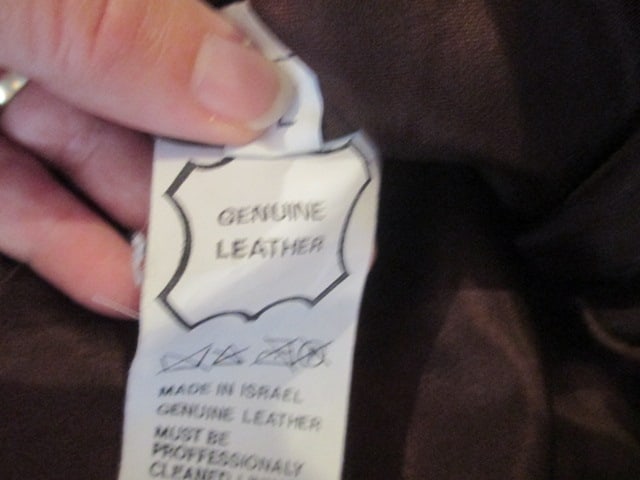 GENUINE
LEATHER
MADE IN ISRAEL
GENUINE LEATHER
MUST BE
PROFFESSIONALY
CLEANED